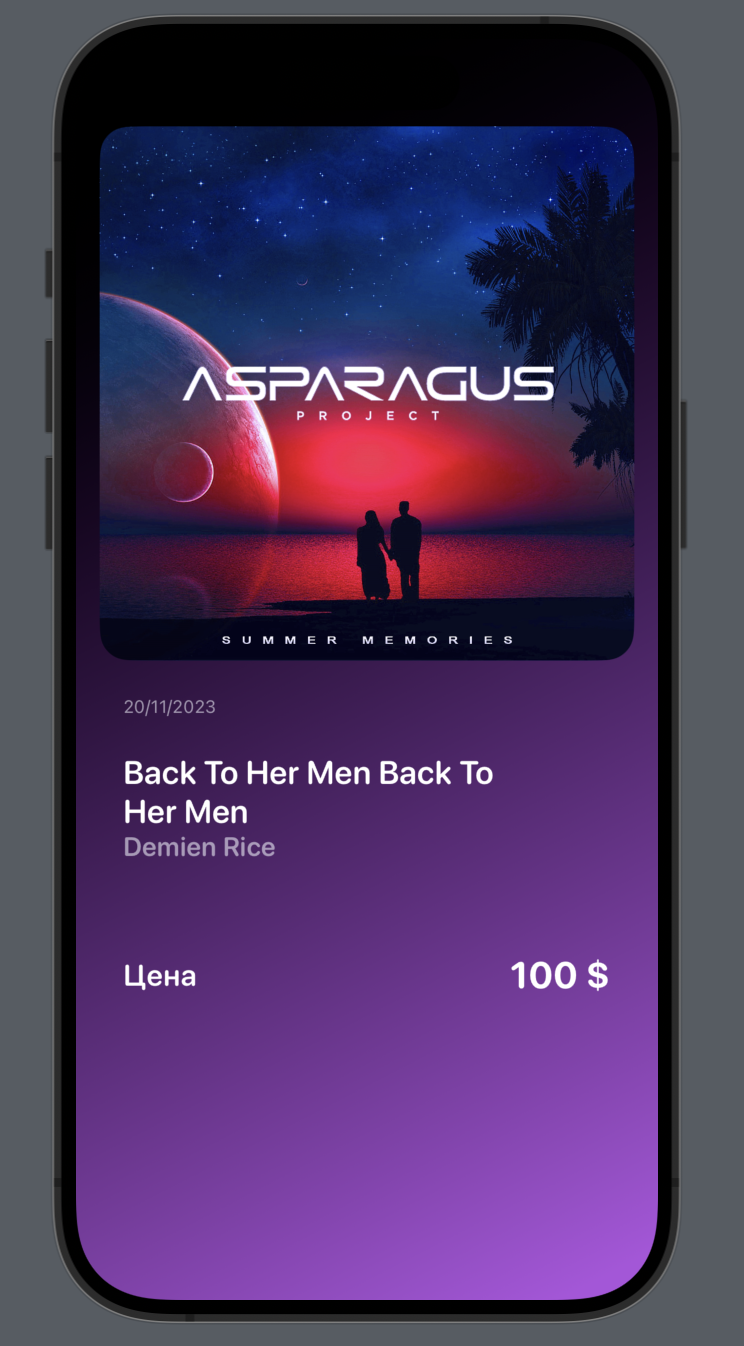 ASPARAGUS
PROJECT
SUMMER MEMORIES
20/11/2023
Back To Her Men Back To
Her Men
Demien Rice
Цена 100 $